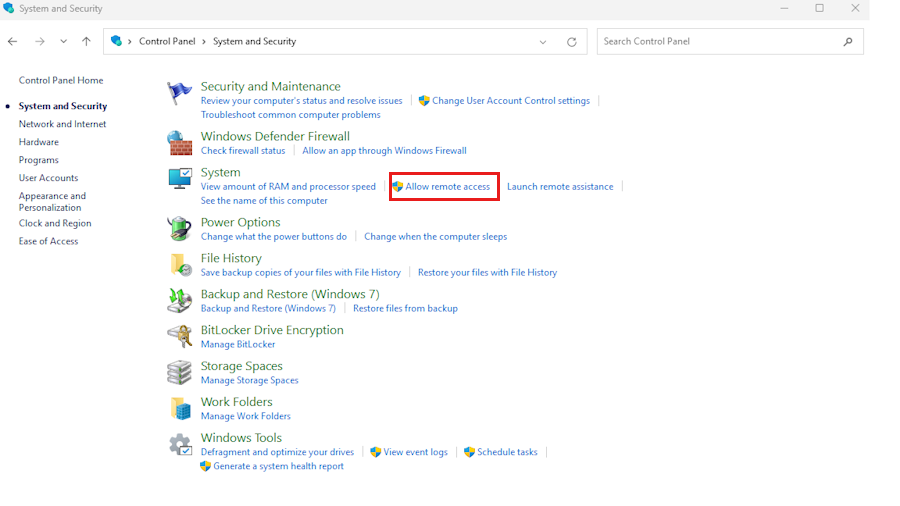 System and Security
Control Panel > System and Security
Search Control Panel
Control Panel Home
System and Security
Network and Internet
Hardware
Programs
User Accounts
Appearance and
Personalization
Clock and Region
Ease of Access
Security and Maintenance
Review your computer's status and resolve issues
Change User Account Control settings
Troubleshoot common computer problems
Windows Defender Firewall
Check firewall status
Allow an app through Windows Firewall
System
View amount of RAM and processor speed
Allow remote access
Launch remote assistance
See the name of this computer
Power Options
Change what the power buttons do
Change when the computer sleeps
File History
Save backup copies of your files with File History
Restore your files with File History
Backup and Restore (Windows 7)
Backup and Restore (Windows 7)
Restore files from backup
BitLocker Drive Encryption
Manage BitLocker
Storage Spaces
Manage Storage Spaces
Work Folders
Manage Work Folders
Windows Tools
Defragment and optimize your drives
View event logs
Schedule tasks
Generate a system health report